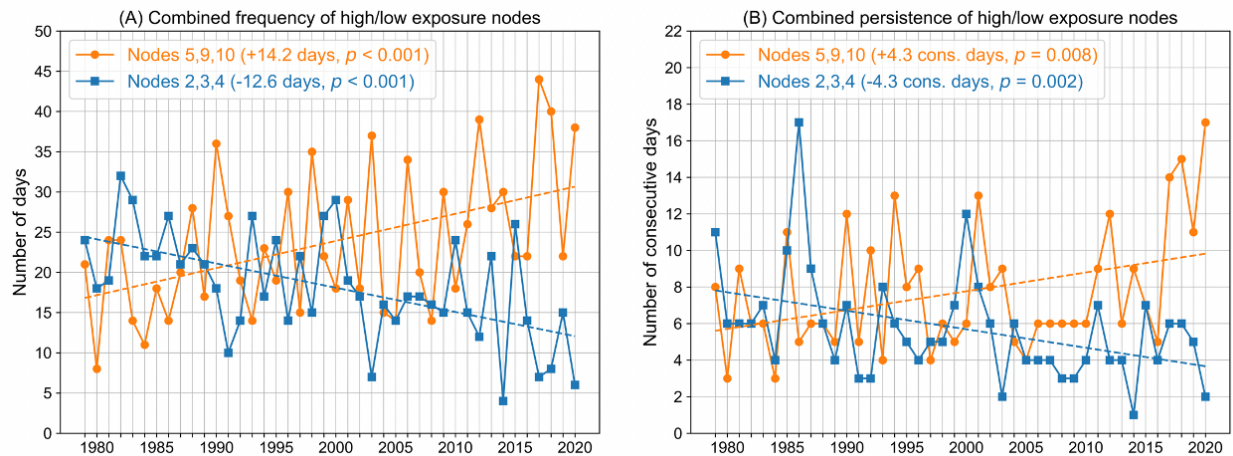 (A) Combined frequency of high/low exposure nodes
50
45
40
35
30
25
20
15
10
5
0
Number of days
Nodes 5,9,10 (+14.2 days, p < 0.001)
Nodes 2,3,4 (-12.6 days, p < 0.001)
1980 1985 1990 1995 2000 2005 2010 2015 2020
(B) Combined persistence of high/low exposure nodes
22
20
18
16
14
12
10
8
6
4
2
0
Number of consecutive days
Nodes 5,9,10 (+4.3 cons. days, p = 0.008)
Nodes 2,3,4 (-4.3 cons. days, p = 0.002)
1980 1985 1990 1995 2000 2005 2010 2015 2020